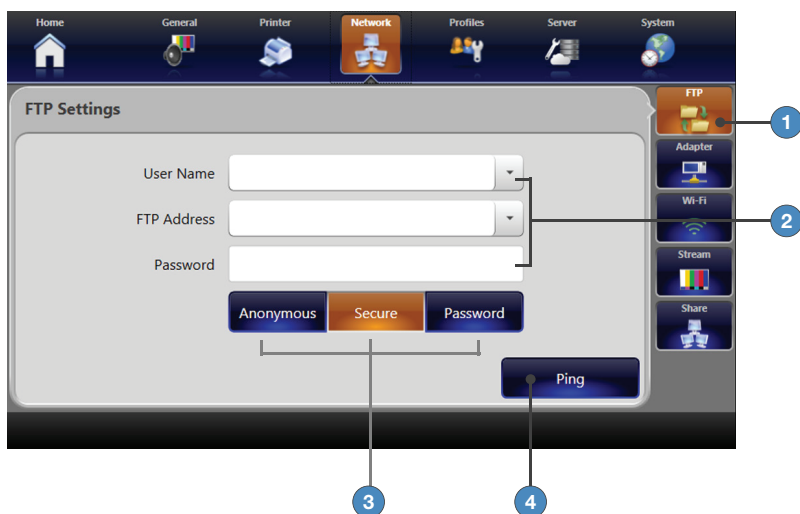 Home General Printer Network Profiles Server System
FTP Settings
FTP
1
Adapter
User Name
Wi-Fi
FTP Address
2
Stream
Password
Share
Anonymous Secure Password
Ping
3 4